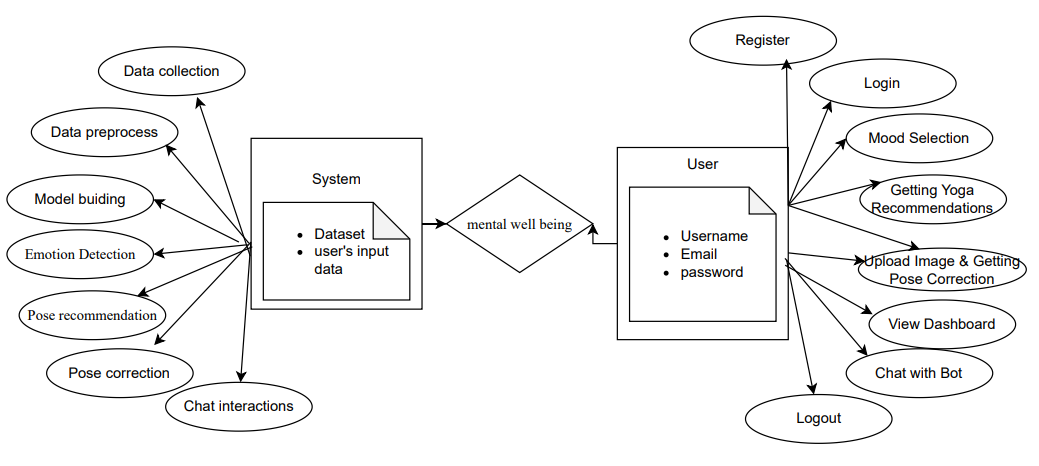 Data collection
Data preprocess
Model buiding
Emotion Detection
Pose recommendation
Pose correction
Chat interactions
System
• Dataset
• user's input
data
mental well being
User
• Username
• Email
• password
Register
Login
Mood Selection
Getting Yoga
Recommendations
Upload Image & Getting
Pose Correction
View Dashboard
Chat with Bot
Logout